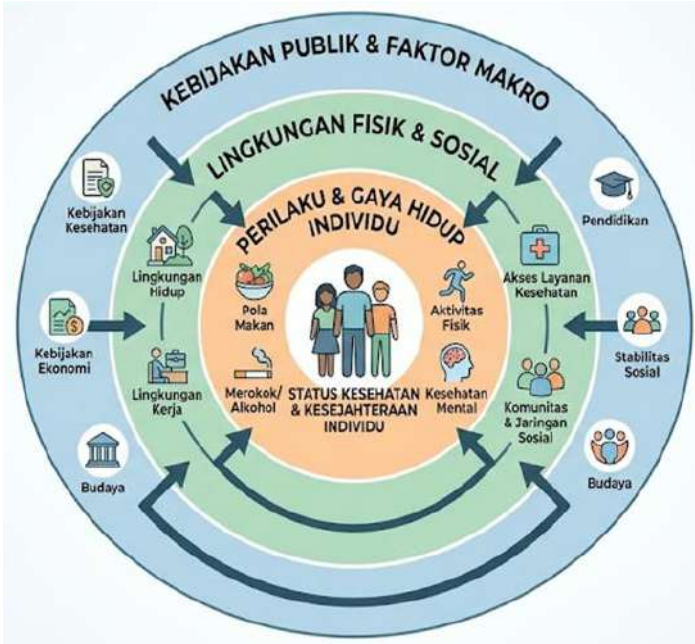 KEBIJAKAN PUBLIK & FAKTOR MAKRO
LINGKUNGAN FISIK & SOSIAL
PERILAKU & GAYA HIDUP
INDIVIDU
Kebijakan
Kesehatan
Kebijakan
Ekonomi
Budaya
Lingkungan
Hidup
Lingkungan
Kerja
Pola
Makan
Merokok/
Alkohol
STATUS KESEHATAN
& KESEJAHTERAAN
INDIVIDU
Aktivitas
Fisik
Kesehatan
Mental
Akses Layanan
Kesehatan
Komunitas
& Jaringan
Sosial
Pendidikan
Stabilitas
Sosial
Budaya